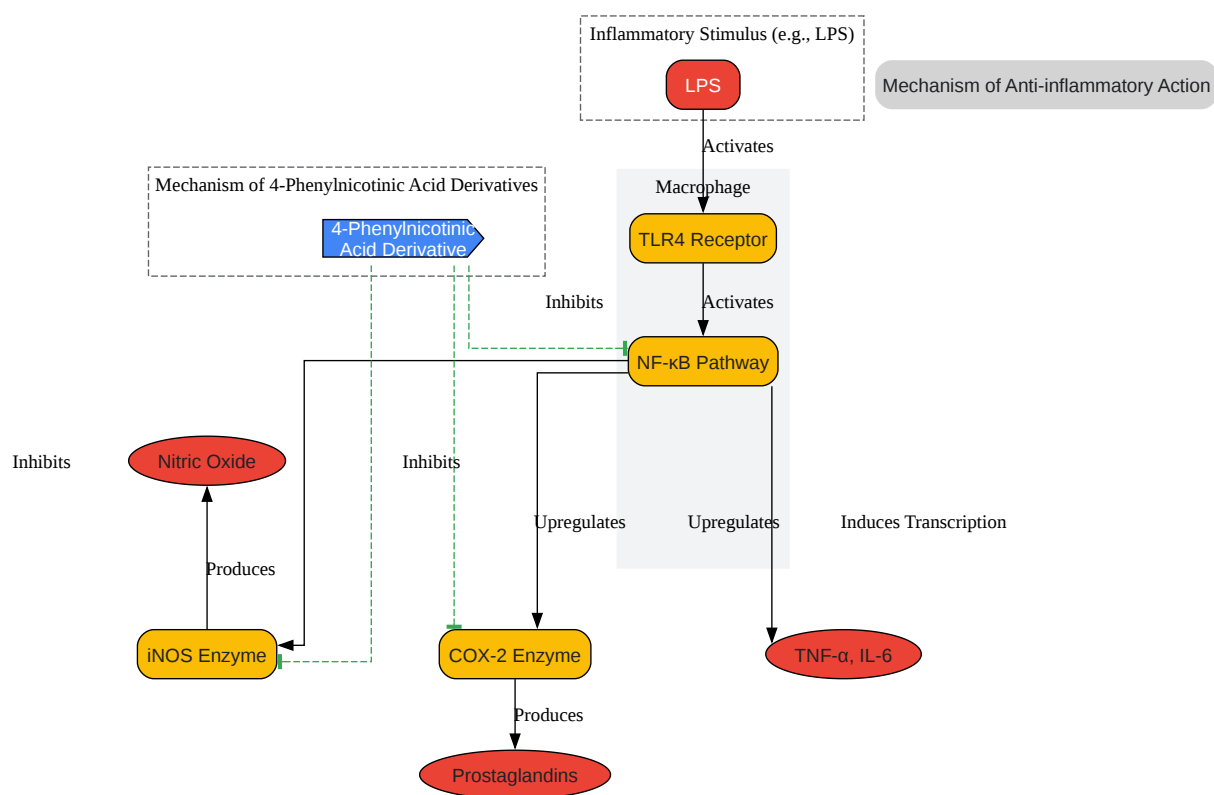 Inflammatory Stimulus (e.g., LPS)
LPS
Mechanism of Anti-inflammatory Action
Activates
Mechanism of 4-Phenylnicotinic Acid Derivatives
Macrophage
4-Phenylnicotinic
Acid Derivative
TLR4 Receptor
Inhibits
Activates
NF-κB Pathway
Inhibits
Nitric Oxide
Inhibits
Upregulates
Upregulates
Induces Transcription
Produces
iNOS Enzyme
COX-2 Enzyme
TNF-α, IL-6
Produces
Prostaglandins